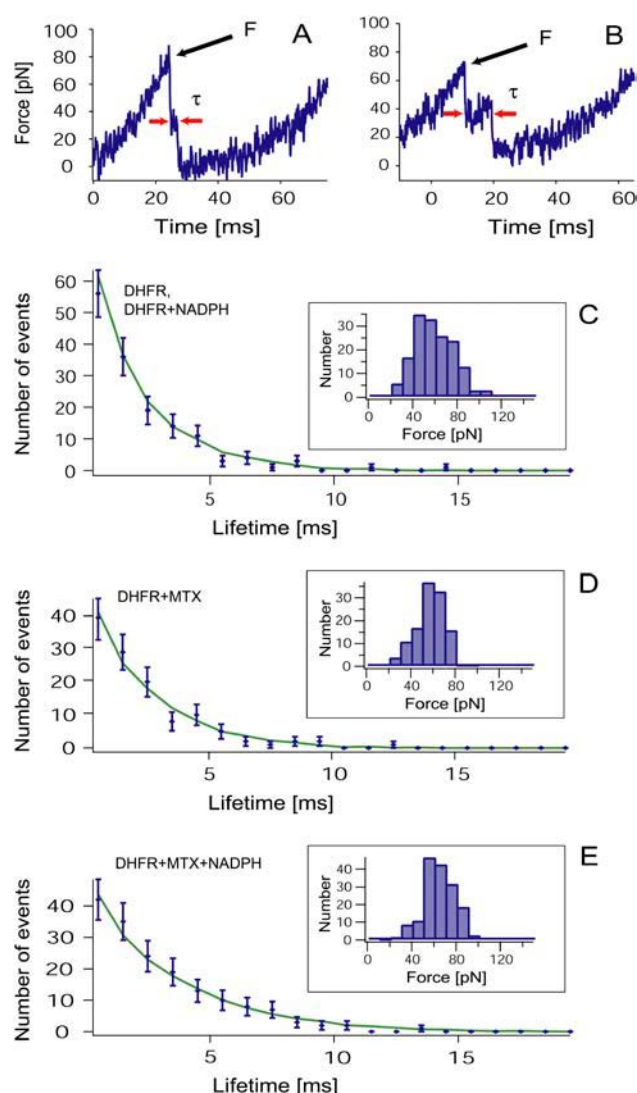 A
B
F
F
τ
τ
Force [pN]
100
80
60
40
20
0
0 20 40 60
Time [ms]
100
80
60
40
20
0
0 20 40 60
Time [ms]
C
DHFR,
DHFR+NADPH
Number of events
60
50
40
30
20
10
0
5 10 15
Lifetime [ms]
Number
30
20
10
0
0 40 80 120
Force [pN]
D
DHFR+MTX
Number of events
40
30
20
10
0
5 10 15
Lifetime [ms]
Number
30
20
10
0
0 40 80 120
Force [pN]
E
DHFR+MTX+NADPH
Number of events
40
30
20
10
0
5 10 15
Lifetime [ms]
Number
40
30
20
10
0
0 40 80 120
Force [pN]